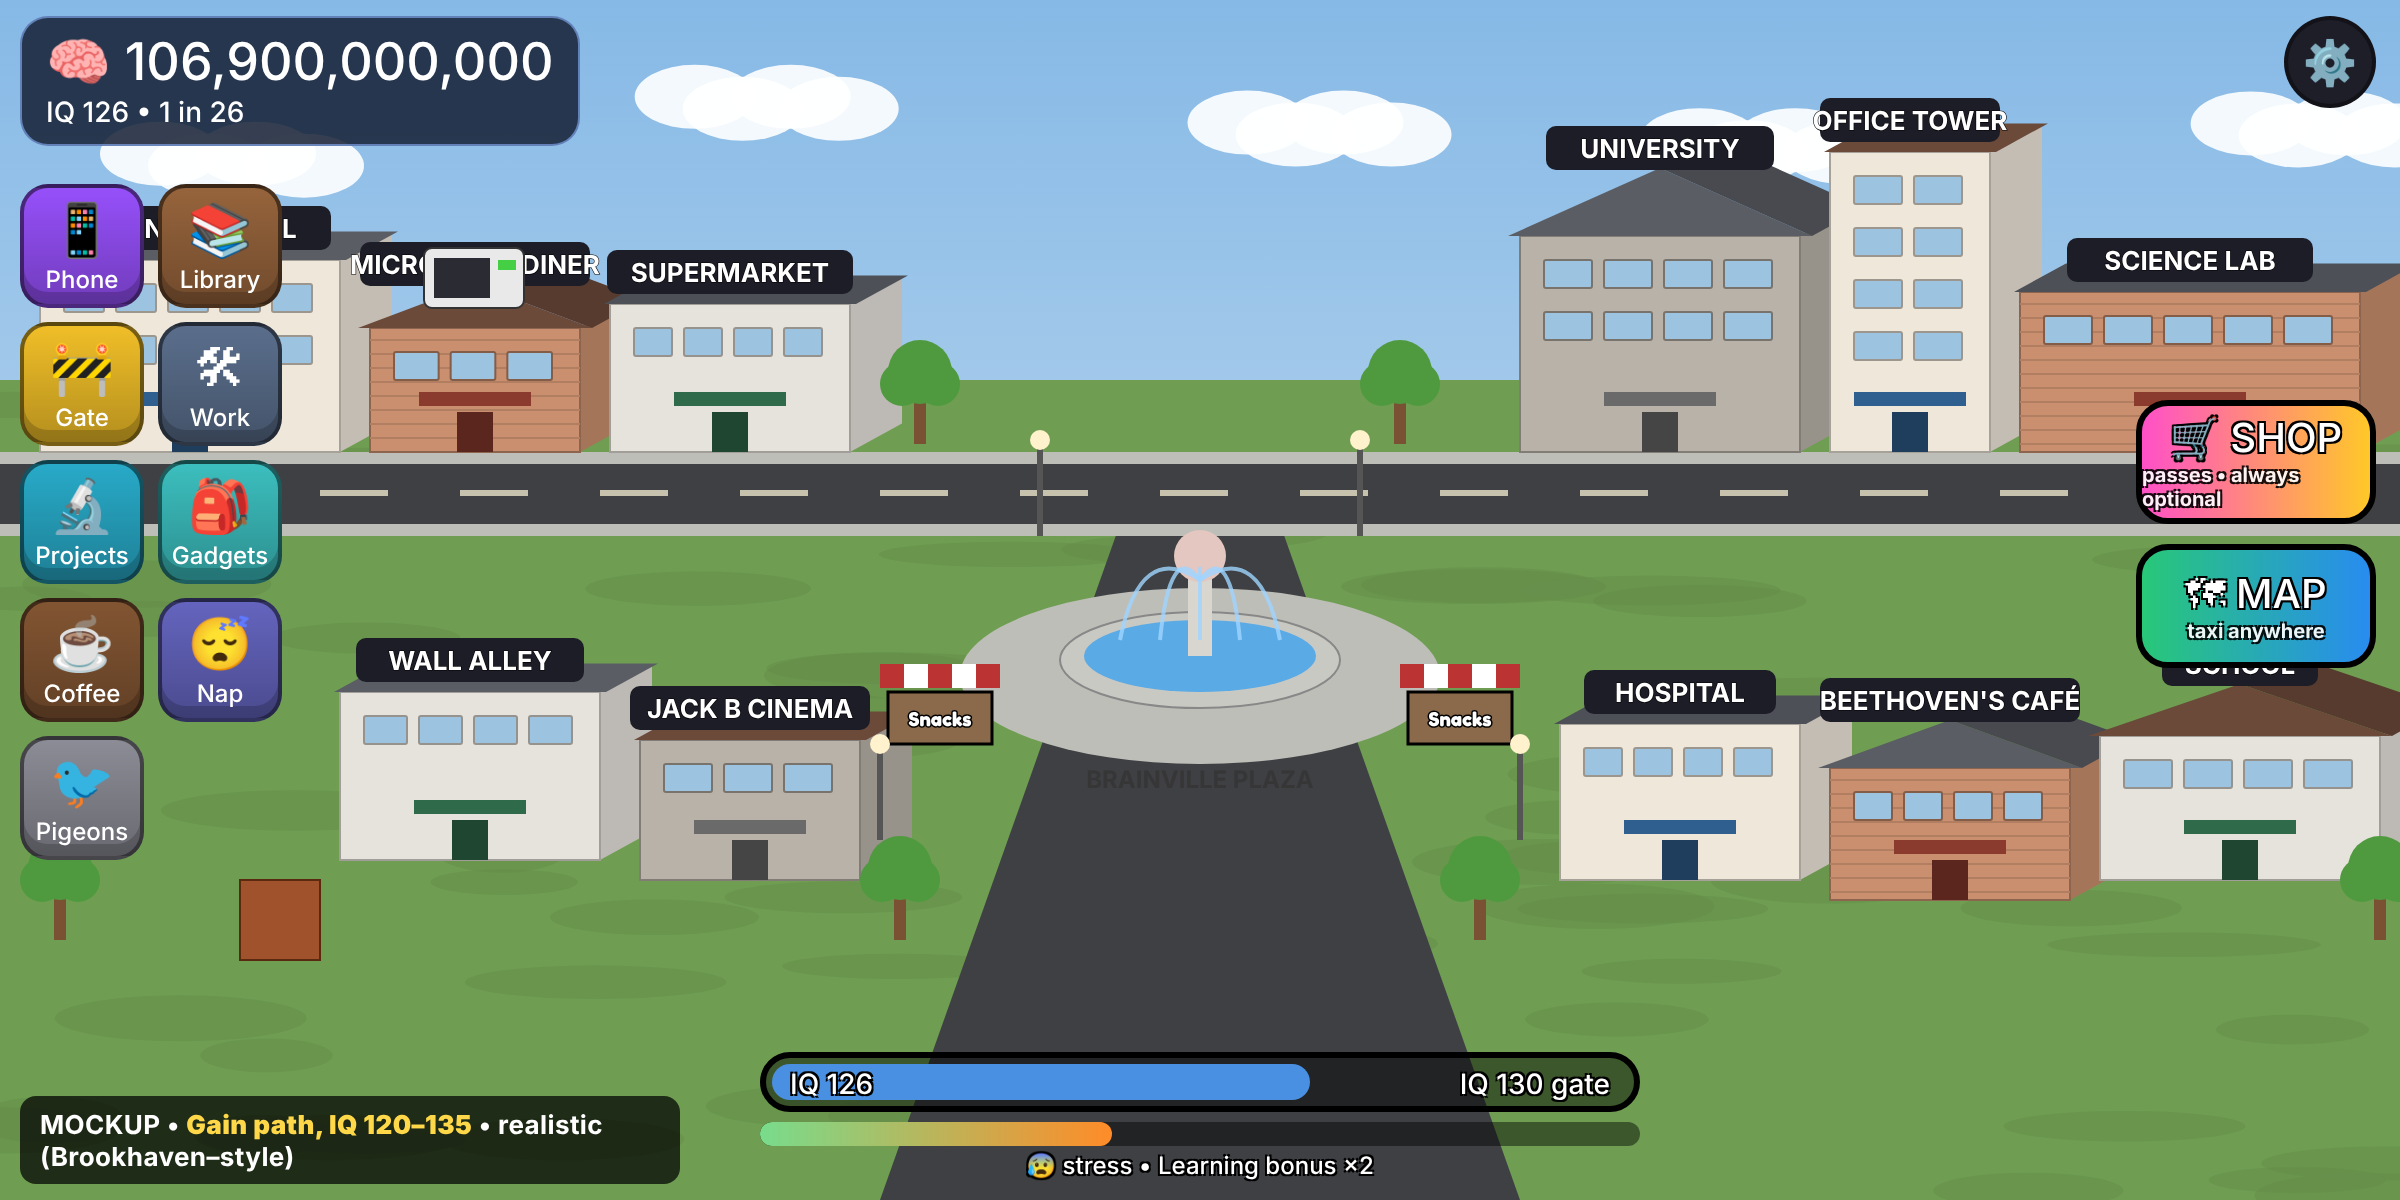 106,900,000,000
IQ 126 • 1 in 26
UNIVERSITY
OFFICE TOWER
SUPERMARKET
SCIENCE LAB
DINER
Phone
Library
Gate
Work
Projects
Gadgets
Coffee
Nap
Pigeons
SHOP
passes • always
optional
MAP
taxi anywhere
WALL ALLEY
JACK B CINEMA
Snacks
Snacks
HOSPITAL
BEETHOVEN'S CAFÉ
SCHOOL
BRAINVILLE PLAZA
IQ 126
IQ 130 gate
stress • Learning bonus ×2
MOCKUP • Gain path, IQ 120–135 • realistic
(Brookhaven–style)